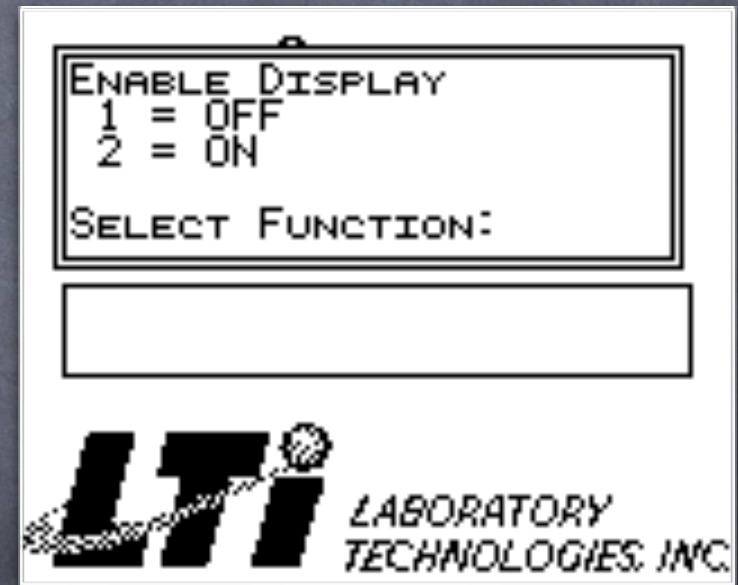 ENABLE DISPLAY
1 = OFF
2 = ON
SELECT FUNCTION:
LTi
LABORATORY
TECHNOLOGIES, INC.